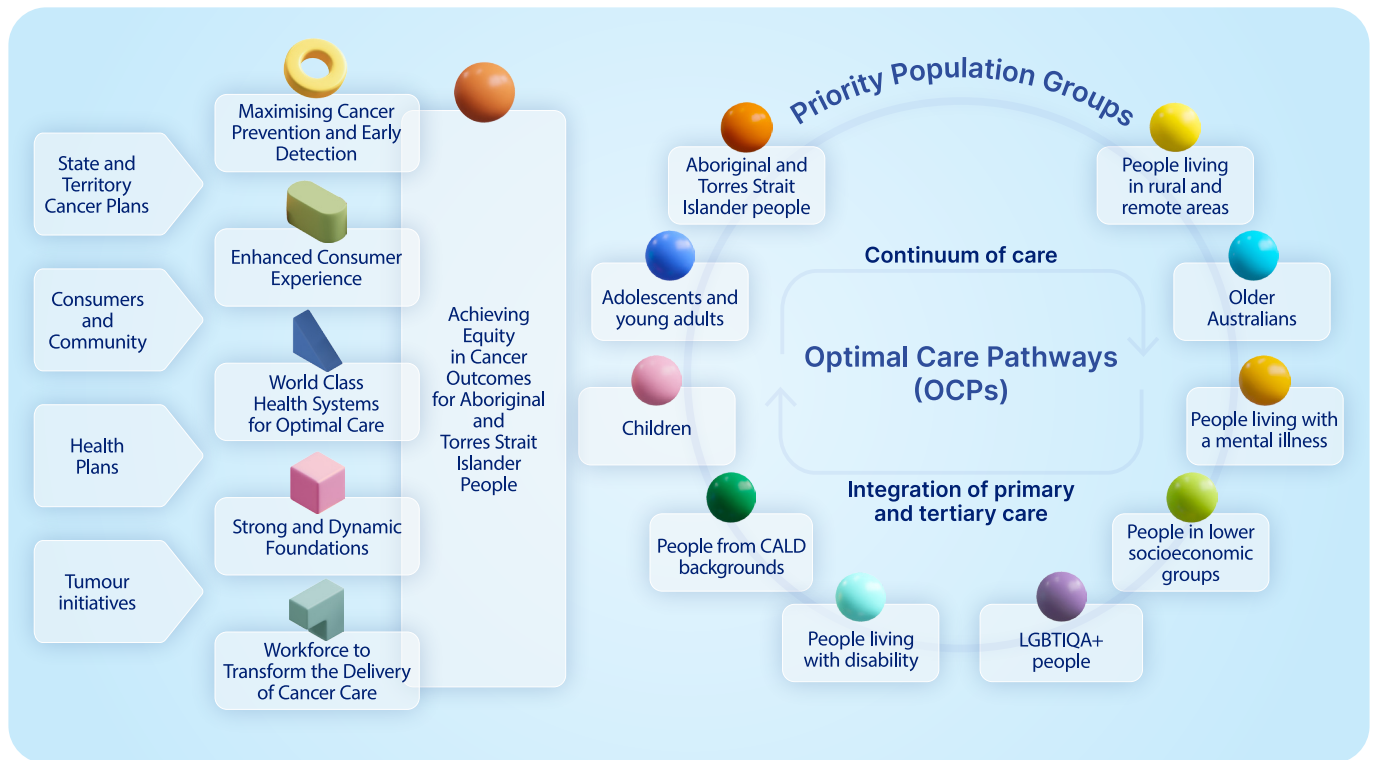 State and
Territory
Cancer Plans
Consumers
and
Community
Health
Plans
Tumour
initiatives
Maximising Cancer
Prevention and Early
Detection
Enhanced Consumer
Experience
World Class
Health Systems
for Optimal Care
Strong and Dynamic
Foundations
Workforce to
Transform the Delivery
of Cancer Care
Achieving
Equity
in Cancer
Outcomes
for Aboriginal
and
Torres Strait
Islander
People
Priority Population Groups
Aboriginal and
Torres Strait
Islander people
Adolescents and
young adults
Children
People from CALD
backgrounds
People living
with disability
LGBTIQA+
people
People in lower
socioeconomic
groups
People living with
a mental illness
Older
Australians
People living
in rural and
remote areas
Continuum of care
Optimal Care Pathways
(OCPs)
Integration of primary
and tertiary care